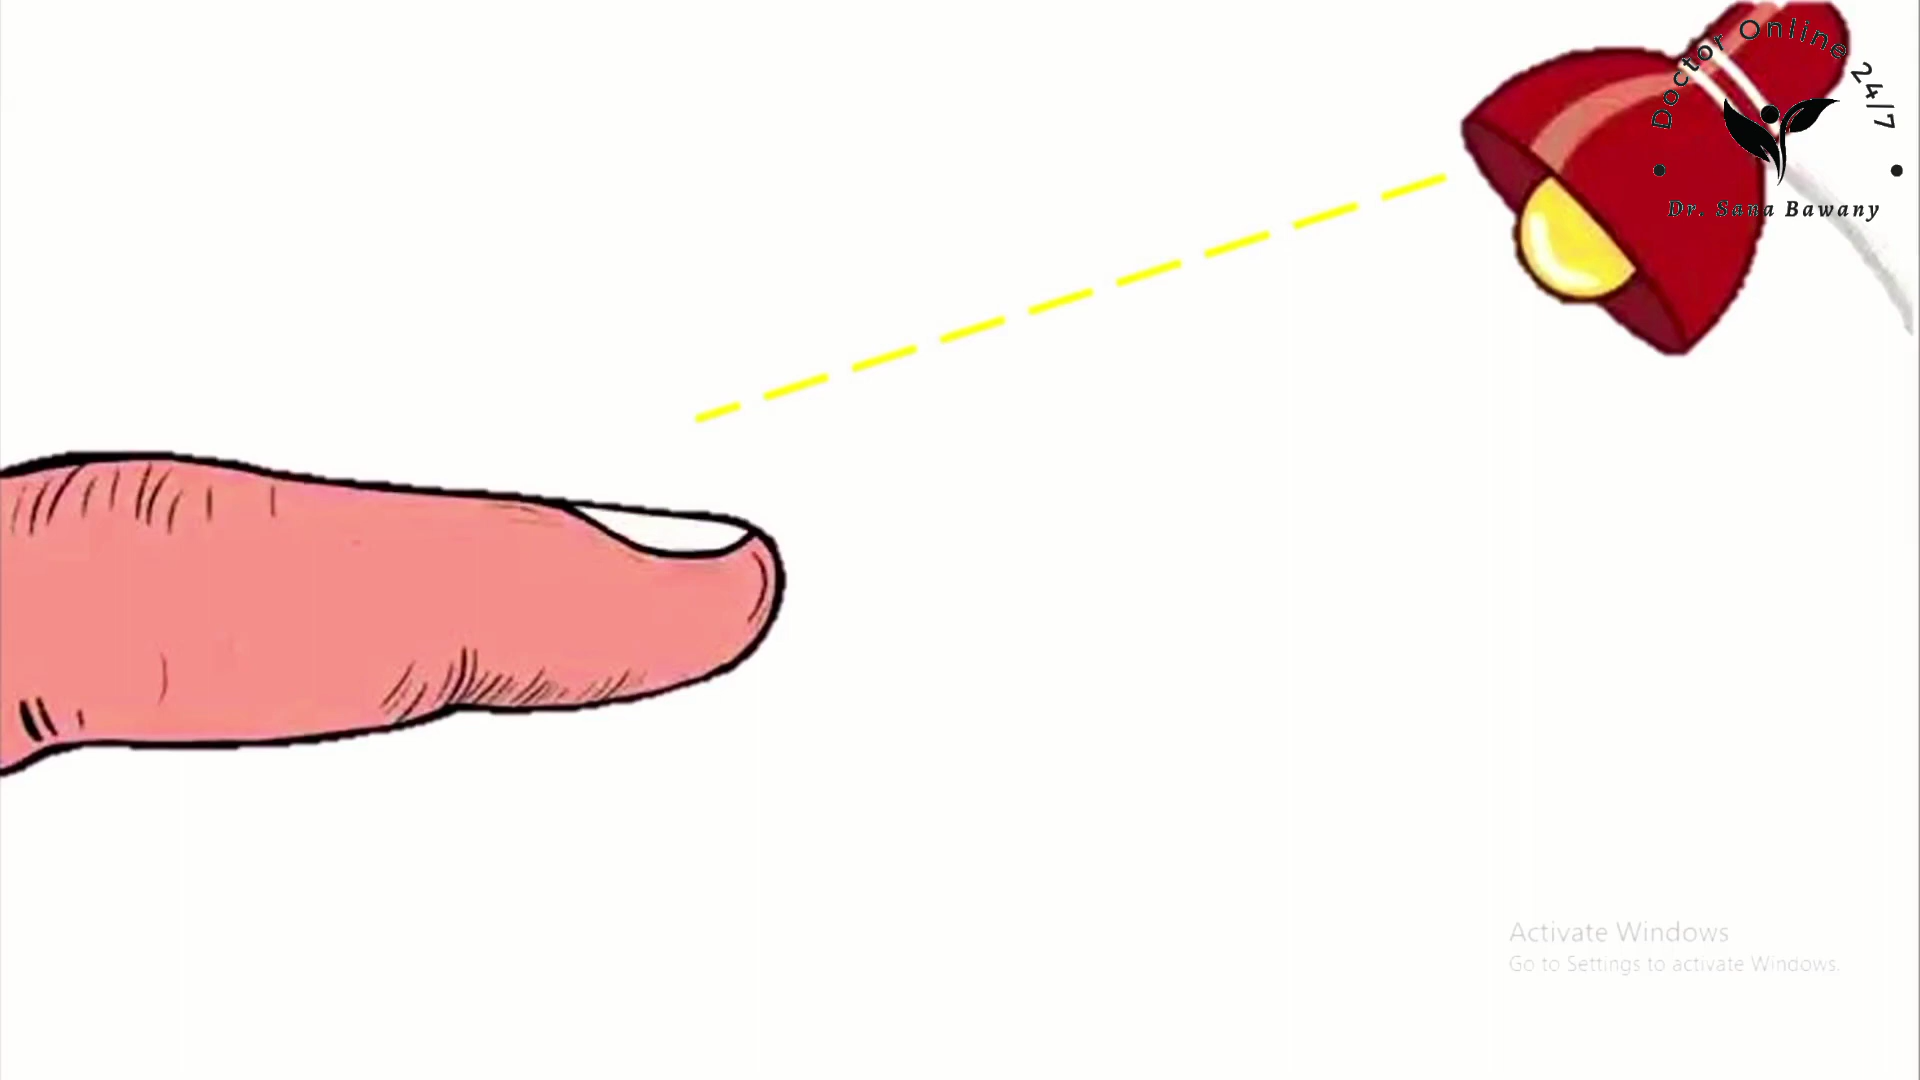 Doctor Online 24/7
Dr. Sana Bawany
Activate Windows
Go to Settings to activate Windows.